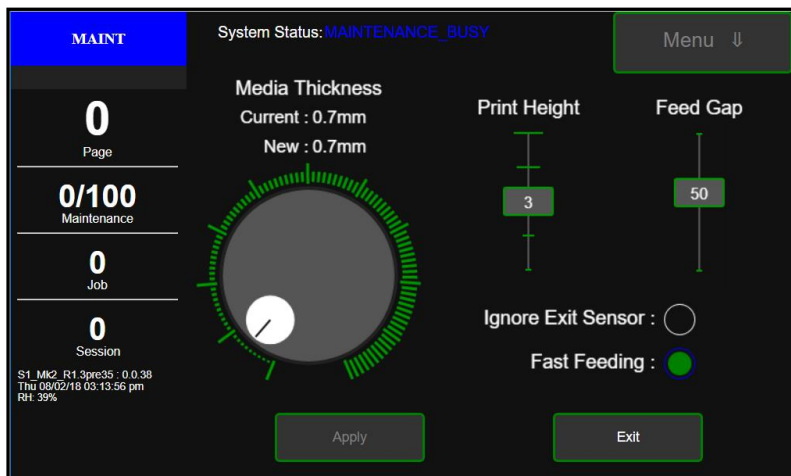 MAINT
System Status:MAINTENANCE_BUSY
Menu ⇓
0
Page
0/100
Maintenance
0
Job
0
Session
S1_Mk2_R1.3pre35 : 0.0.38
Thu 08/02/18 03:13:56 pm
RH: 39%
Media Thickness
Current : 0.7mm
New : 0.7mm
Print Height
3
Feed Gap
50
Ignore Exit Sensor :
Fast Feeding :
Apply
Exit